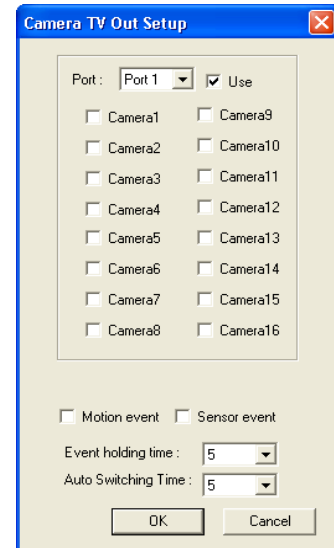 Camera TV Out Setup
Port : Port 1 Use
Camera1 Camera9
Camera2 Camera10
Camera3 Camera11
Camera4 Camera12
Camera5 Camera13
Camera6 Camera14
Camera7 Camera15
Camera8 Camera16
Motion event Sensor event
Event holding time : 5
Auto Switching Time : 5
OK Cancel